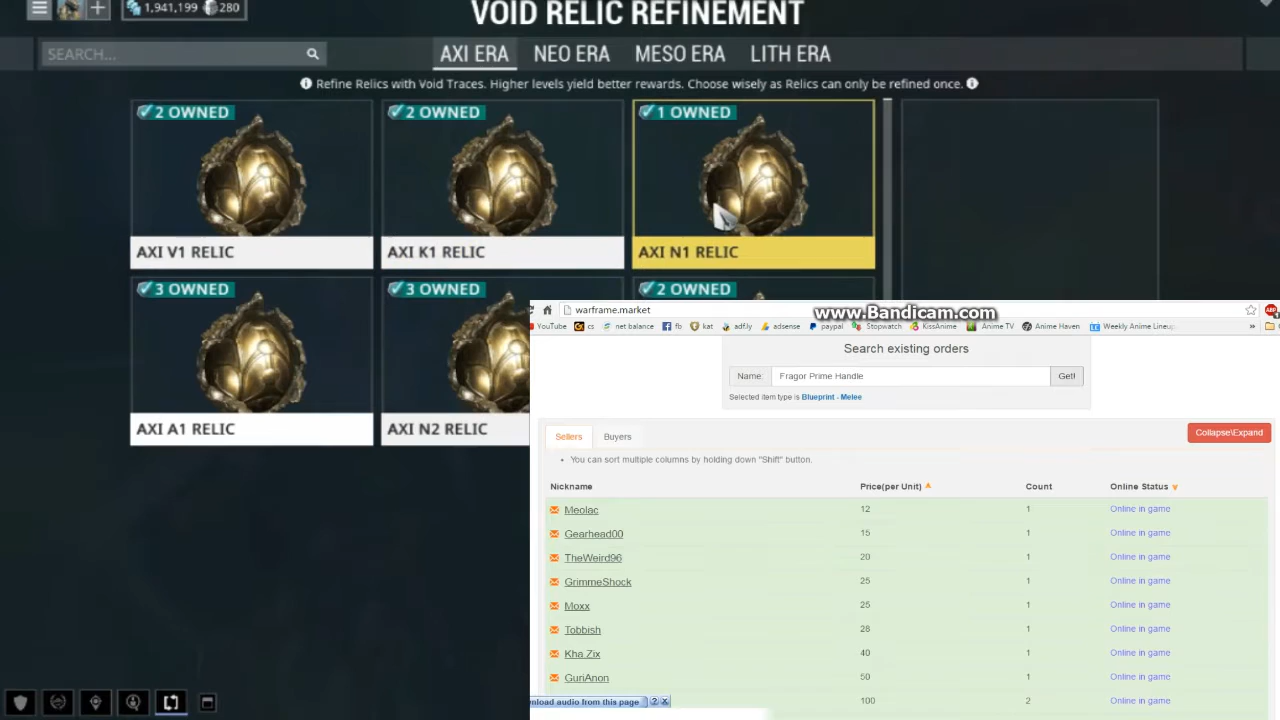 1,941,199 280
VOID RELIC REFINEMENT
SEARCH...
AXI ERA NEO ERA MESO ERA LITH ERA
Refine Relics with Void Traces. Higher levels yield better rewards. Choose wisely as Relics can only be refined once.
2 OWNED 2 OWNED 1 OWNED
AXI V1 RELIC AXI K1 RELIC AXI N1 RELIC
3 OWNED 3 OWNED 2 OWNED
AXI A1 RELIC AXI N2 RELIC
warframe.market
www.Bandicam.com
YouTube cs net balance fb kat adf.ly adsense paypal Stopwatch KissAnime Anime TV Anime Haven Weekly Anime Lineup
Search existing orders
Name: Fragor Prime Handle Get!
Selected item type is Blueprint - Melee
Sellers Buyers
Collapse\Expand
You can sort multiple columns by holding down "Shift" button.
Nickname Price(per Unit) Count Online Status
Meolac 12 1 Online in game
Gearhead00 15 1 Online in game
TheWeird96 20 1 Online in game
GrimmeShock 25 1 Online in game
Moxx 25 1 Online in game
Tobbish 28 1 Online in game
Kha.Zix 40 1 Online in game
GuriAnon 50 1 Online in game
100 2 Online in game
nload audio from this page ? x